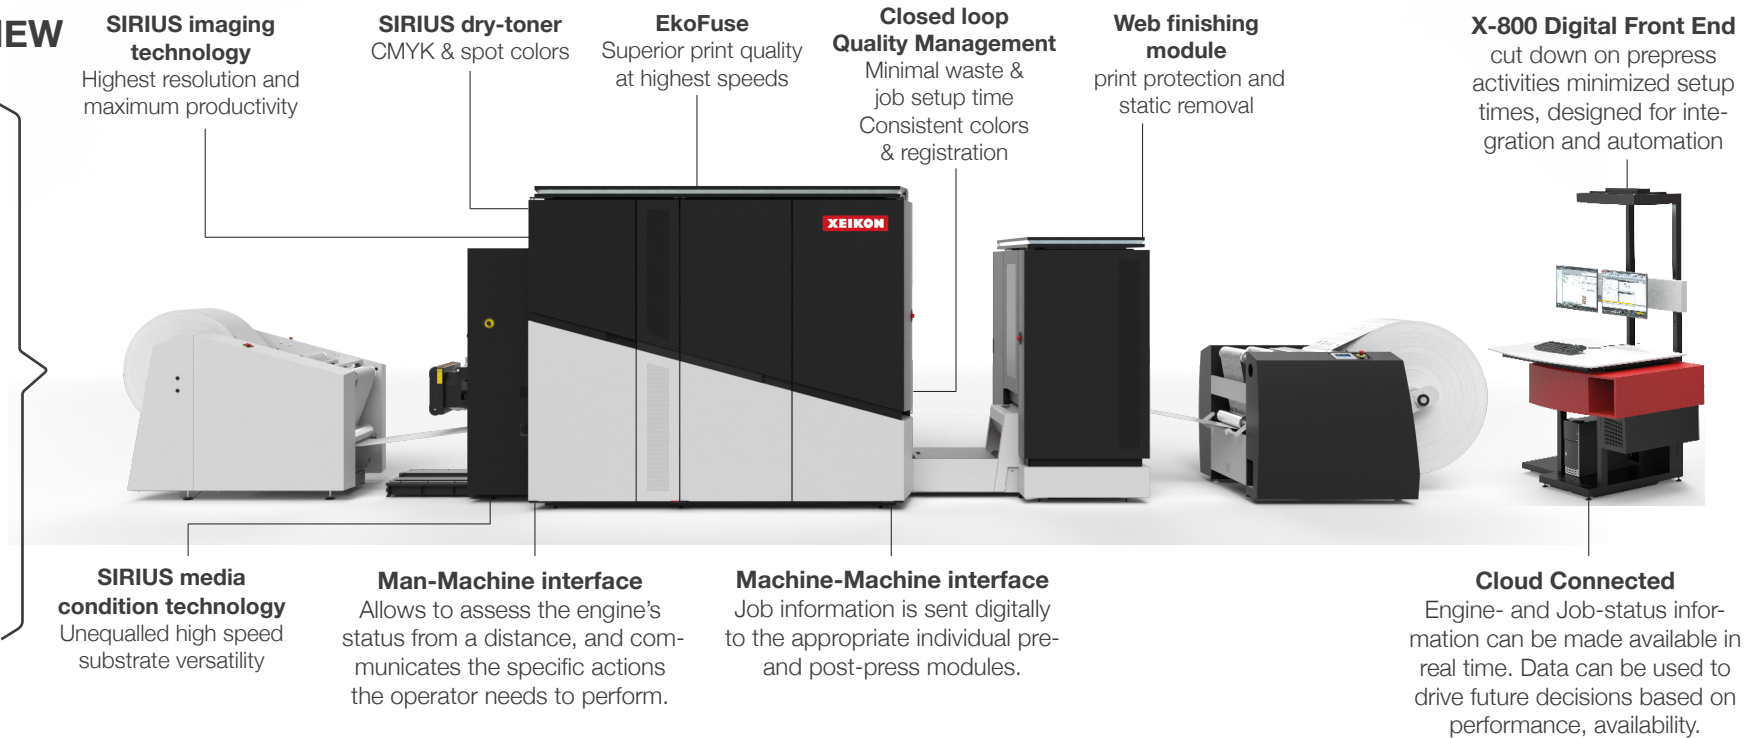 IEW
SIRIUS imaging
technology
Highest resolution and
maximum productivity
SIRIUS dry-toner
CMYK & spot colors
EkoFuse
Superior print quality
at highest speeds
Closed loop
Quality Management
Minimal waste &
job setup time
Consistent colors
& registration
Web finishing
module
print protection and
static removal
X-800 Digital Front End
cut down on prepress
activities minimized setup
times, designed for inte-
gration and automation
XEIKON
SIRIUS media
condition technology
Unequalled high speed
substrate versatility
Man-Machine interface
Allows to assess the engine’s
status from a distance, and com-
municates the specific actions
the operator needs to perform.
Machine-Machine interface
Job information is sent digitally
to the appropriate individual pre-
and post-press modules.
Cloud Connected
Engine- and Job-status infor-
mation can be made available in
real time. Data can be used to
drive future decisions based on
performance, availability.